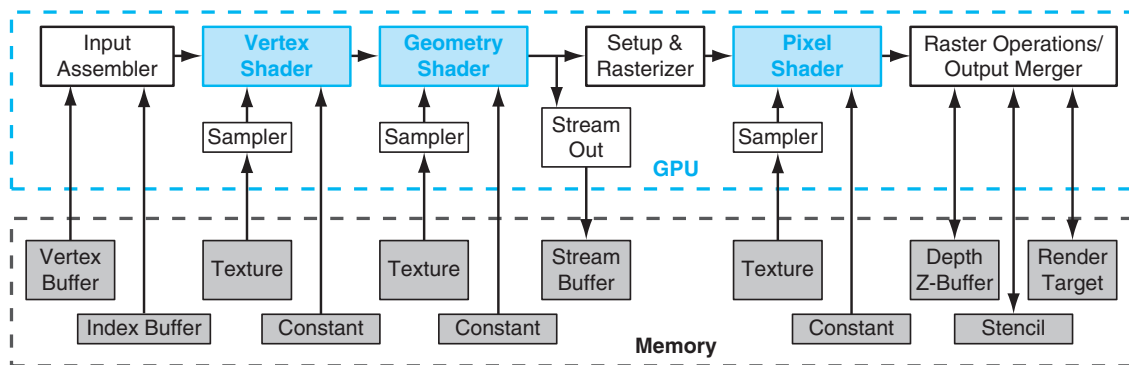 Input
Assembler
Vertex
Shader
Geometry
Shader
Setup &
Rasterizer
Pixel
Shader
Raster Operations/
Output Merger
Sampler
Sampler
Stream
Out
Sampler
GPU
Vertex
Buffer
Texture
Texture
Stream
Buffer
Texture
Depth
Z-Buffer
Render
Target
Index Buffer
Constant
Constant
Constant
Stencil
Memory